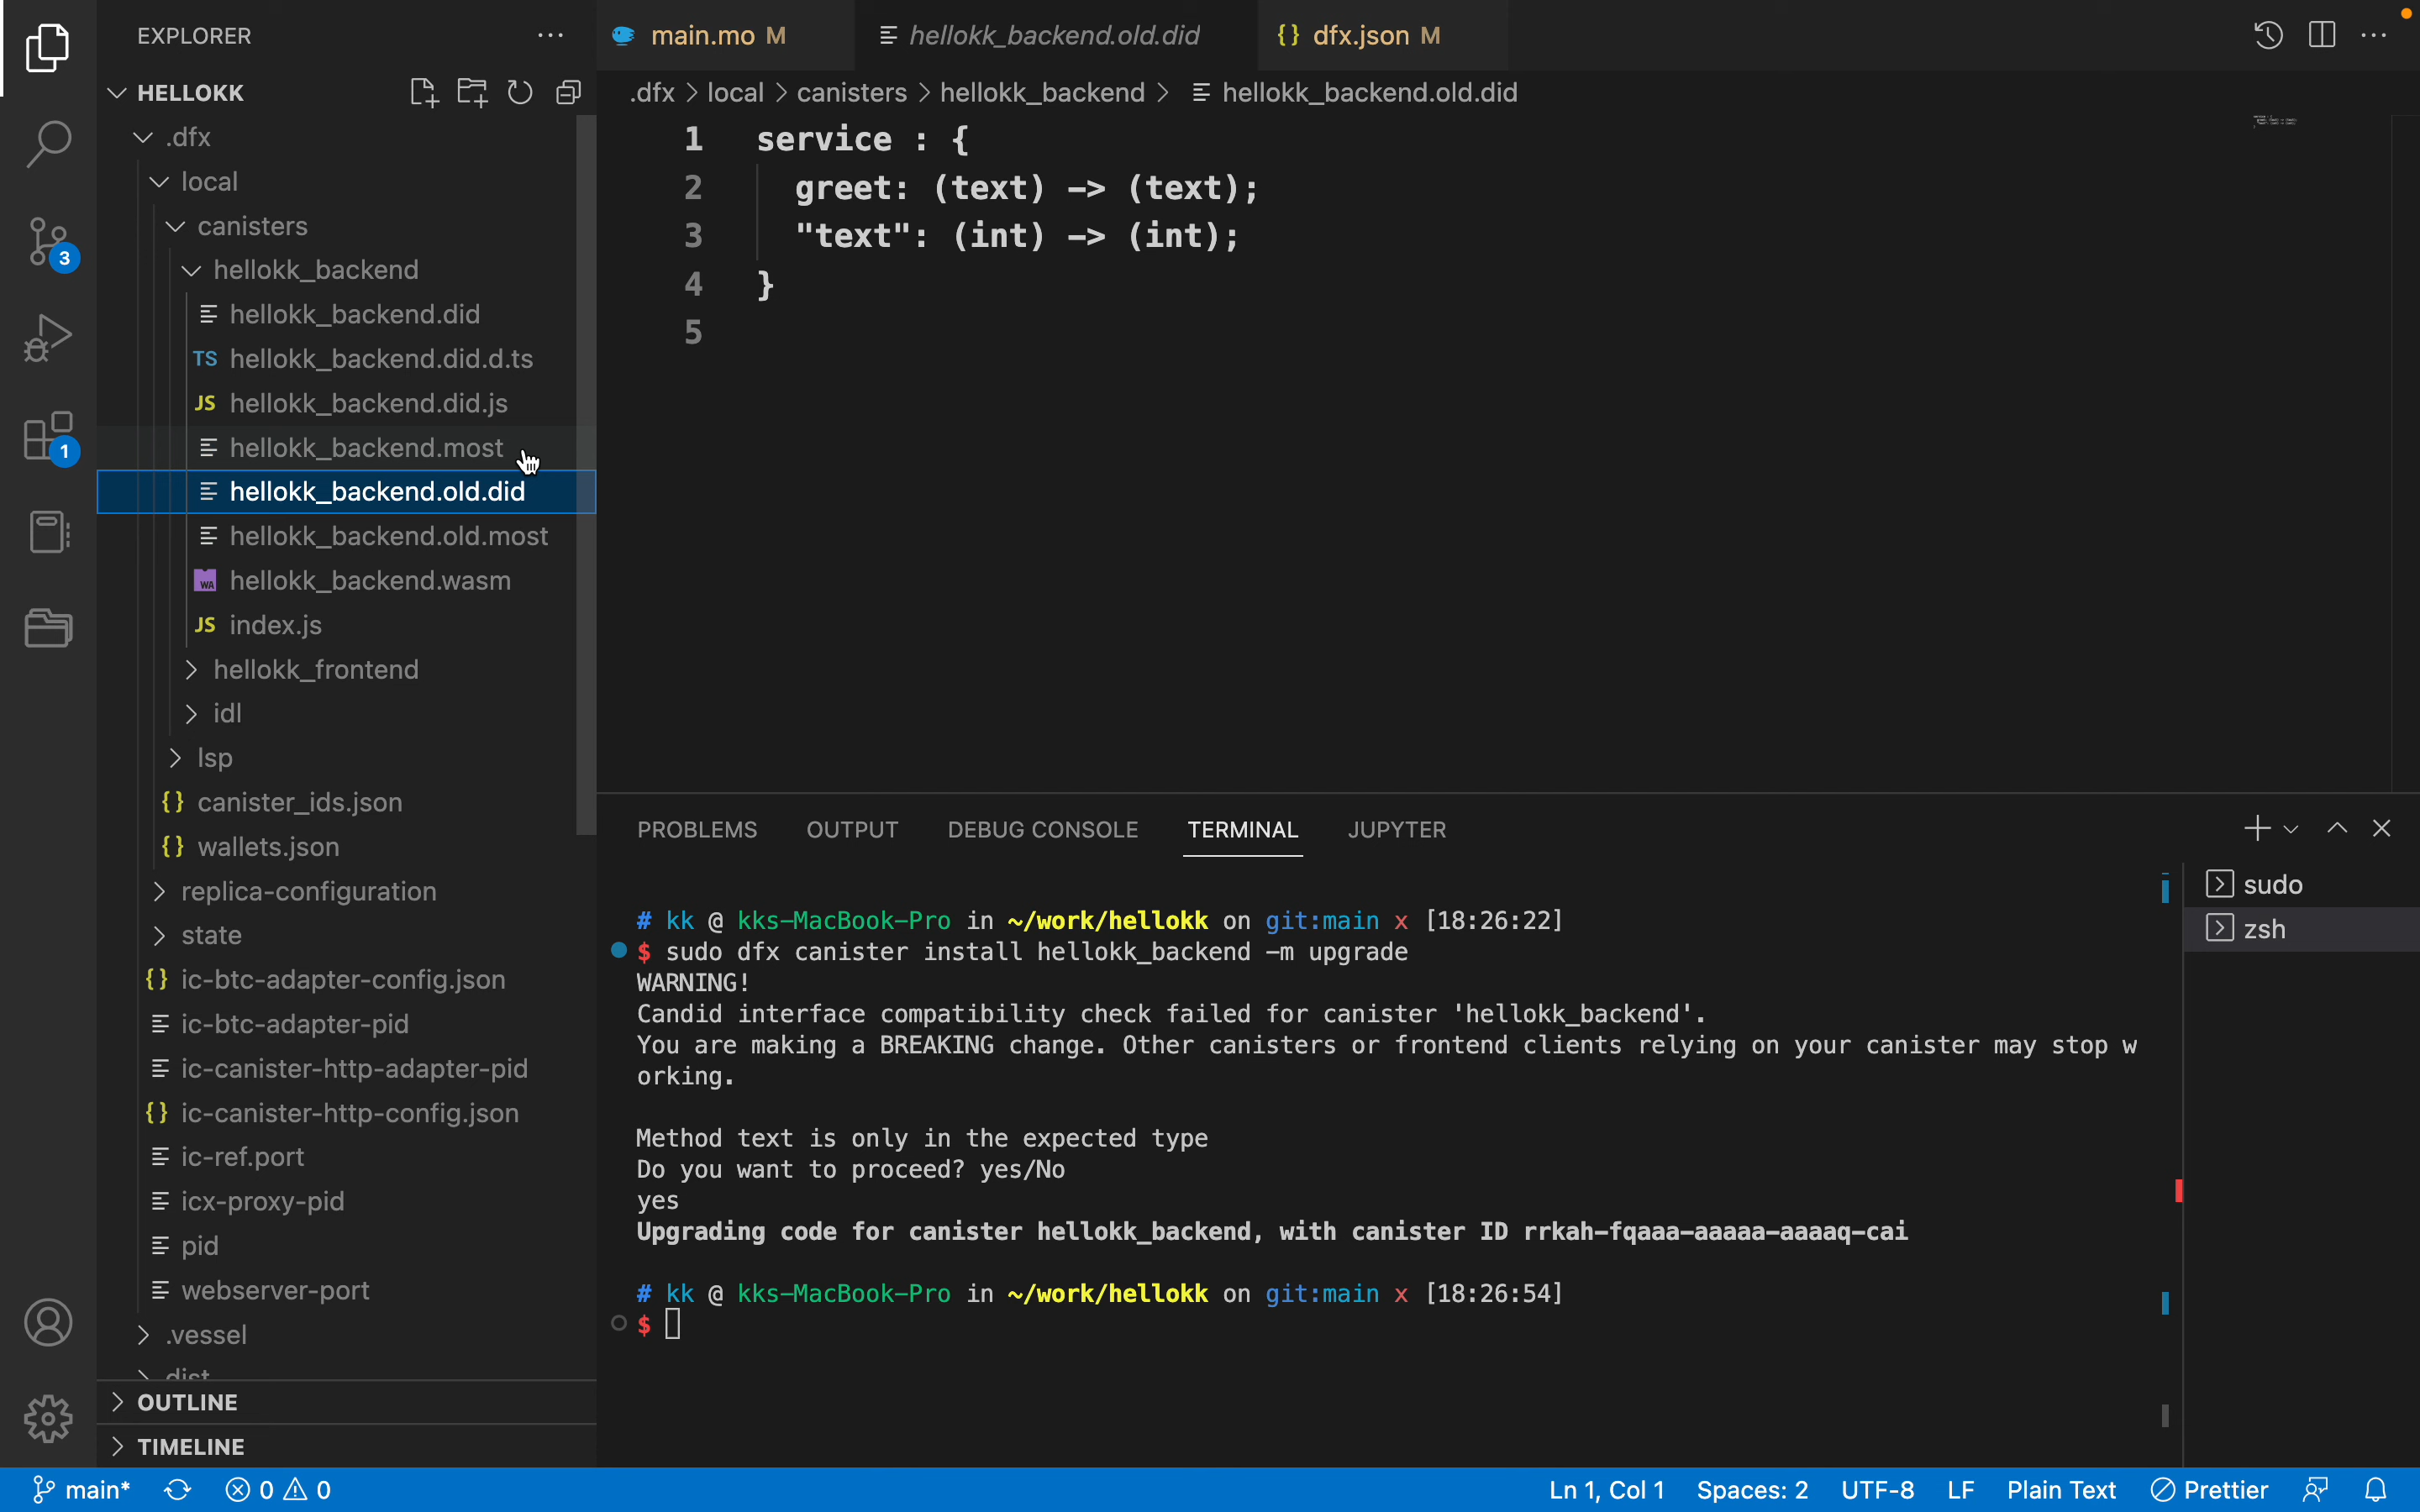 EXPLORER
HELLOKK
.dfx
local
canisters
hellokk_backend
hellokk_backend.did
TS hellokk_backend.did.d.ts
JS hellokk_backend.did.js
hellokk_backend.most
hellokk_backend.old.did
hellokk_backend.old.most
WA hellokk_backend.wasm
JS index.js
hellokk_frontend
idl
lsp
{} canister_ids.json
{} wallets.json
replica-configuration
state
{} ic-btc-adapter-config.json
ic-btc-adapter-pid
ic-canister-http-adapter-pid
{} ic-canister-http-config.json
ic-ref.port
icx-proxy-pid
pid
webserver-port
.vessel
dist
OUTLINE
TIMELINE
3
1
main.mo M
hellokk_backend.old.did
{} dfx.json M
.dfx > local > canisters > hellokk_backend > hellokk_backend.old.did
1 service : {
2 greet: (text) -> (text);
3 "text": (int) -> (int);
4 }
5
PROBLEMS OUTPUT DEBUG CONSOLE TERMINAL JUPYTER
# kk @ kks-MacBook-Pro in ~/work/hellokk on git:main x [18:26:22]
$ sudo dfx canister install hellokk_backend -m upgrade
WARNING!
Candid interface compatibility check failed for canister 'hellokk_backend'.
You are making a BREAKING change. Other canisters or frontend clients relying on your canister may stop w
orking.
Method text is only in the expected type
Do you want to proceed? yes/No
yes
Upgrading code for canister hellokk_backend, with canister ID rrkah-fqaaa-aaaaa-aaaaq-cai
# kk @ kks-MacBook-Pro in ~/work/hellokk on git:main x [18:26:54]
$
sudo
zsh
main* 0 0 Ln 1, Col 1 Spaces: 2 UTF-8 LF Plain Text Prettier